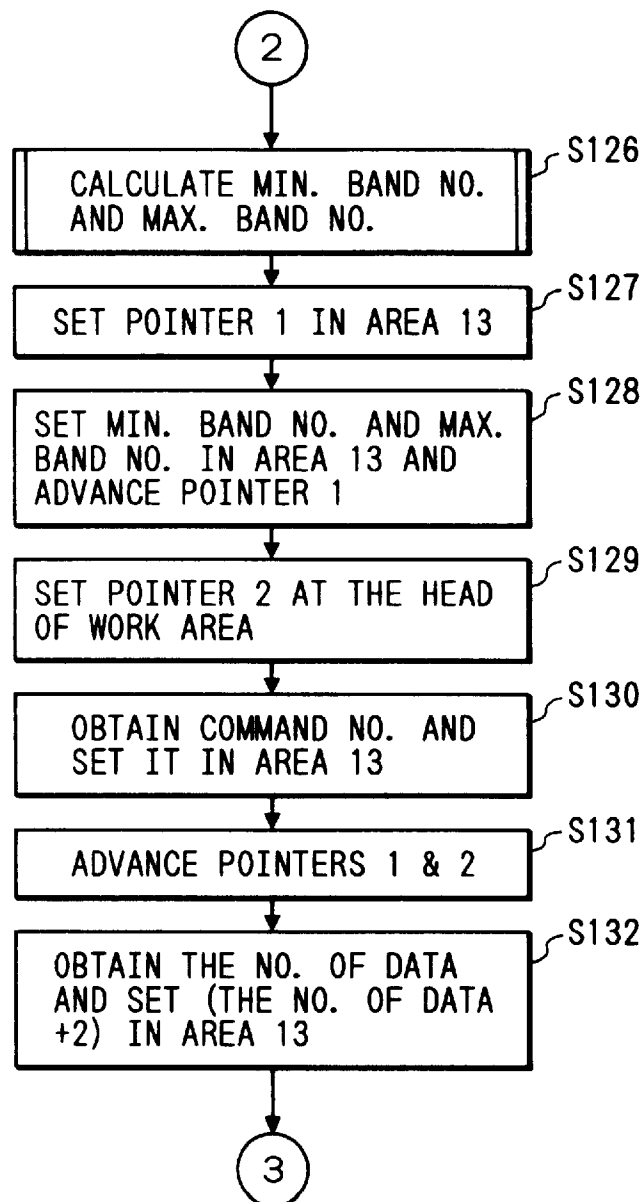 2
S126
CALCULATE MIN. BAND NO.
AND MAX. BAND NO.
S127
SET POINTER 1 IN AREA 13
S128
SET MIN. BAND NO. AND MAX.
BAND NO. IN AREA 13 AND
ADVANCE POINTER 1
S129
SET POINTER 2 AT THE HEAD
OF WORK AREA
S130
OBTAIN COMMAND NO. AND
SET IT IN AREA 13
S131
ADVANCE POINTERS 1 & 2
S132
OBTAIN THE NO. OF DATA
AND SET (THE NO. OF DATA
+2) IN AREA 13
3